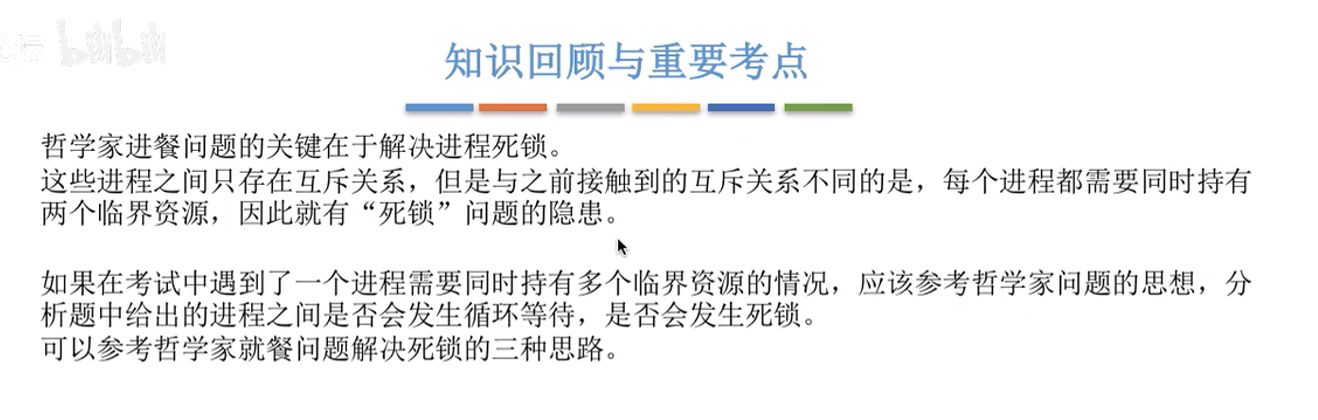 bilibili
知识回顾与重要考点
哲学家进餐问题的关键在于解决进程死锁。
这些进程之间只存在互斥关系，但是与之前接触到的互斥关系不同的是，每个进程都需要同时持有
两个临界资源，因此就有“死锁”问题的隐患。
如果在考试中遇到了一个进程需要同时持有多个临界资源的情况，应该参考哲学家问题的思想，分
析题中给出的进程之间是否会发生循环等待，是否会发生死锁。
可以参考哲学家就餐问题解决死锁的三种思路。